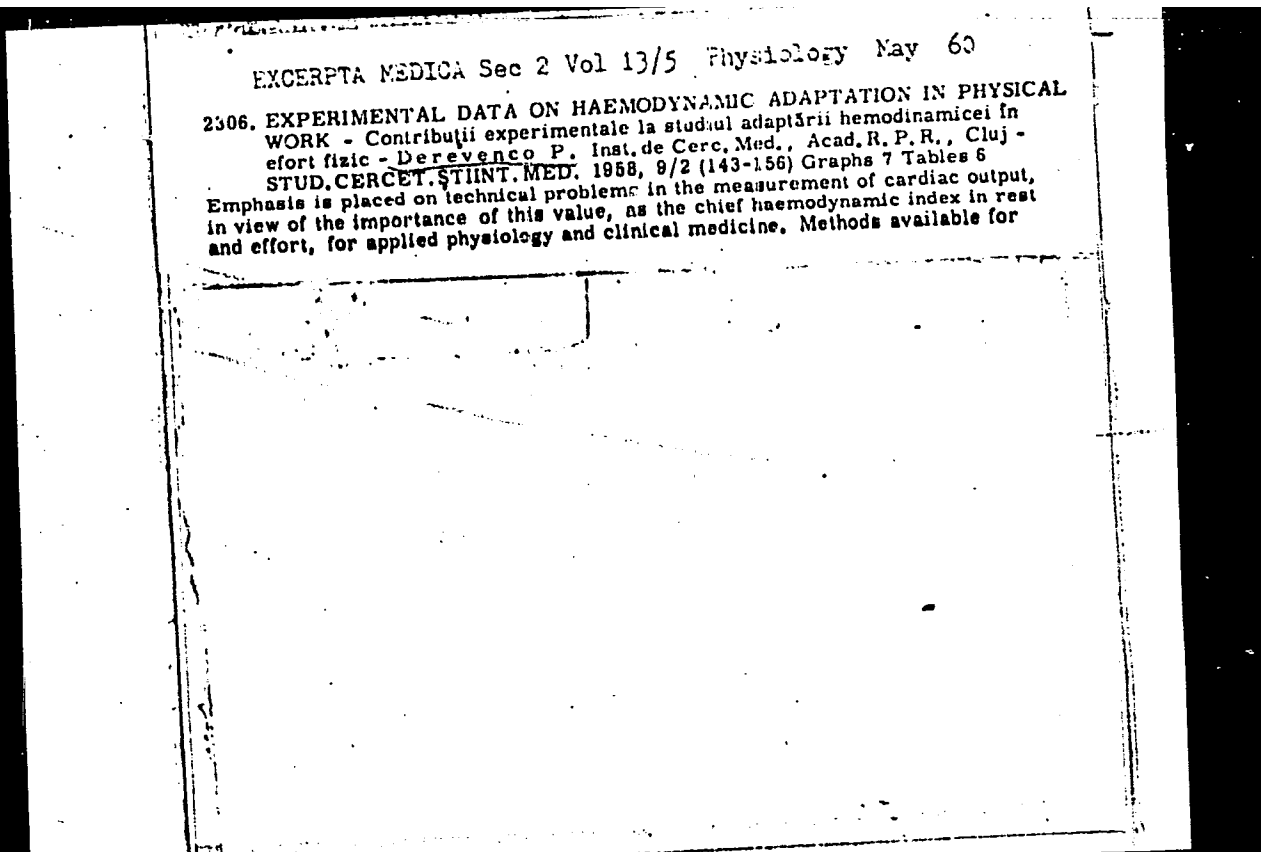 EXCERPTA MEDICA Sec 2 Vol 13/5 Physiology May 60
2306. EXPERIMENTAL DATA ON HAEMODYNAMIC ADAPTATION IN PHYSICAL
WORK - Contribuţii experimentale la studiul adaptării hemodinamicei în
efort fizic - Derevenco P. Inst. de Cerc. Med., Acad. R. P. R., Cluj -
STUD. CERCET. ŞTIINT. MED. 1958, 9/2 (143-156) Graphs 7 Tables 6
Emphasis is placed on technical problems in the measurement of cardiac output,
in view of the importance of this value, as the chief haemodynamic index in rest
and effort, for applied physiology and clinical medicine. Methods available for